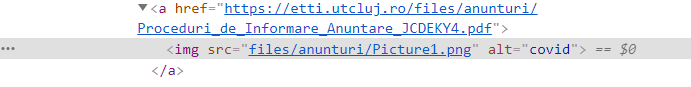 ▼<a href="https://etti.utcluj.ro/files/anunturi/
Proceduri_de_Informare_Anuntare_JCDEKY4.pdf">
… <img src="files/anunturi/Picture1.png" alt="covid"> == $0
</a>